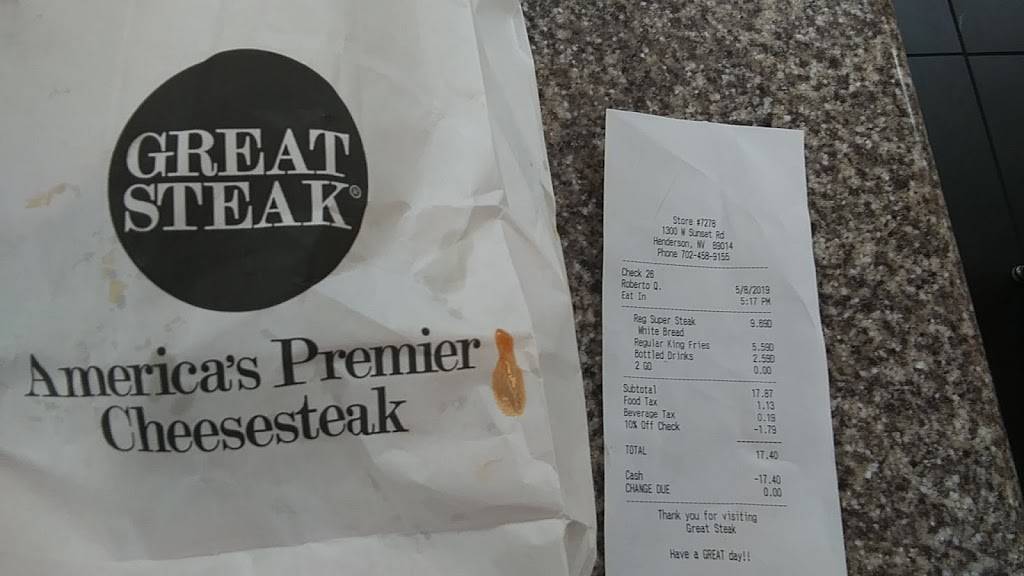 GREAT
STEAK®
America's Premier
Cheesesteak
Store #7278
1300 W Sunset Rd
Henderson, NV 89014
Phone 702-458-9155
Check 26
Roberto Q. 5/8/2019
Eat In 5:17 PM
Reg Super Steak 9.69D
White Bread
Regular King Fries 5.59D
Bottled Drinks 2.59D
2 GO 0.00
Subtotal 17.87
Food Tax 1.13
Beverage Tax 0.19
10% Off Check -1.79
TOTAL 17.40
Cash -17.40
CHANGE DUE 0.00
Thank you for visiting
Great Steak
Have a GREAT day!!